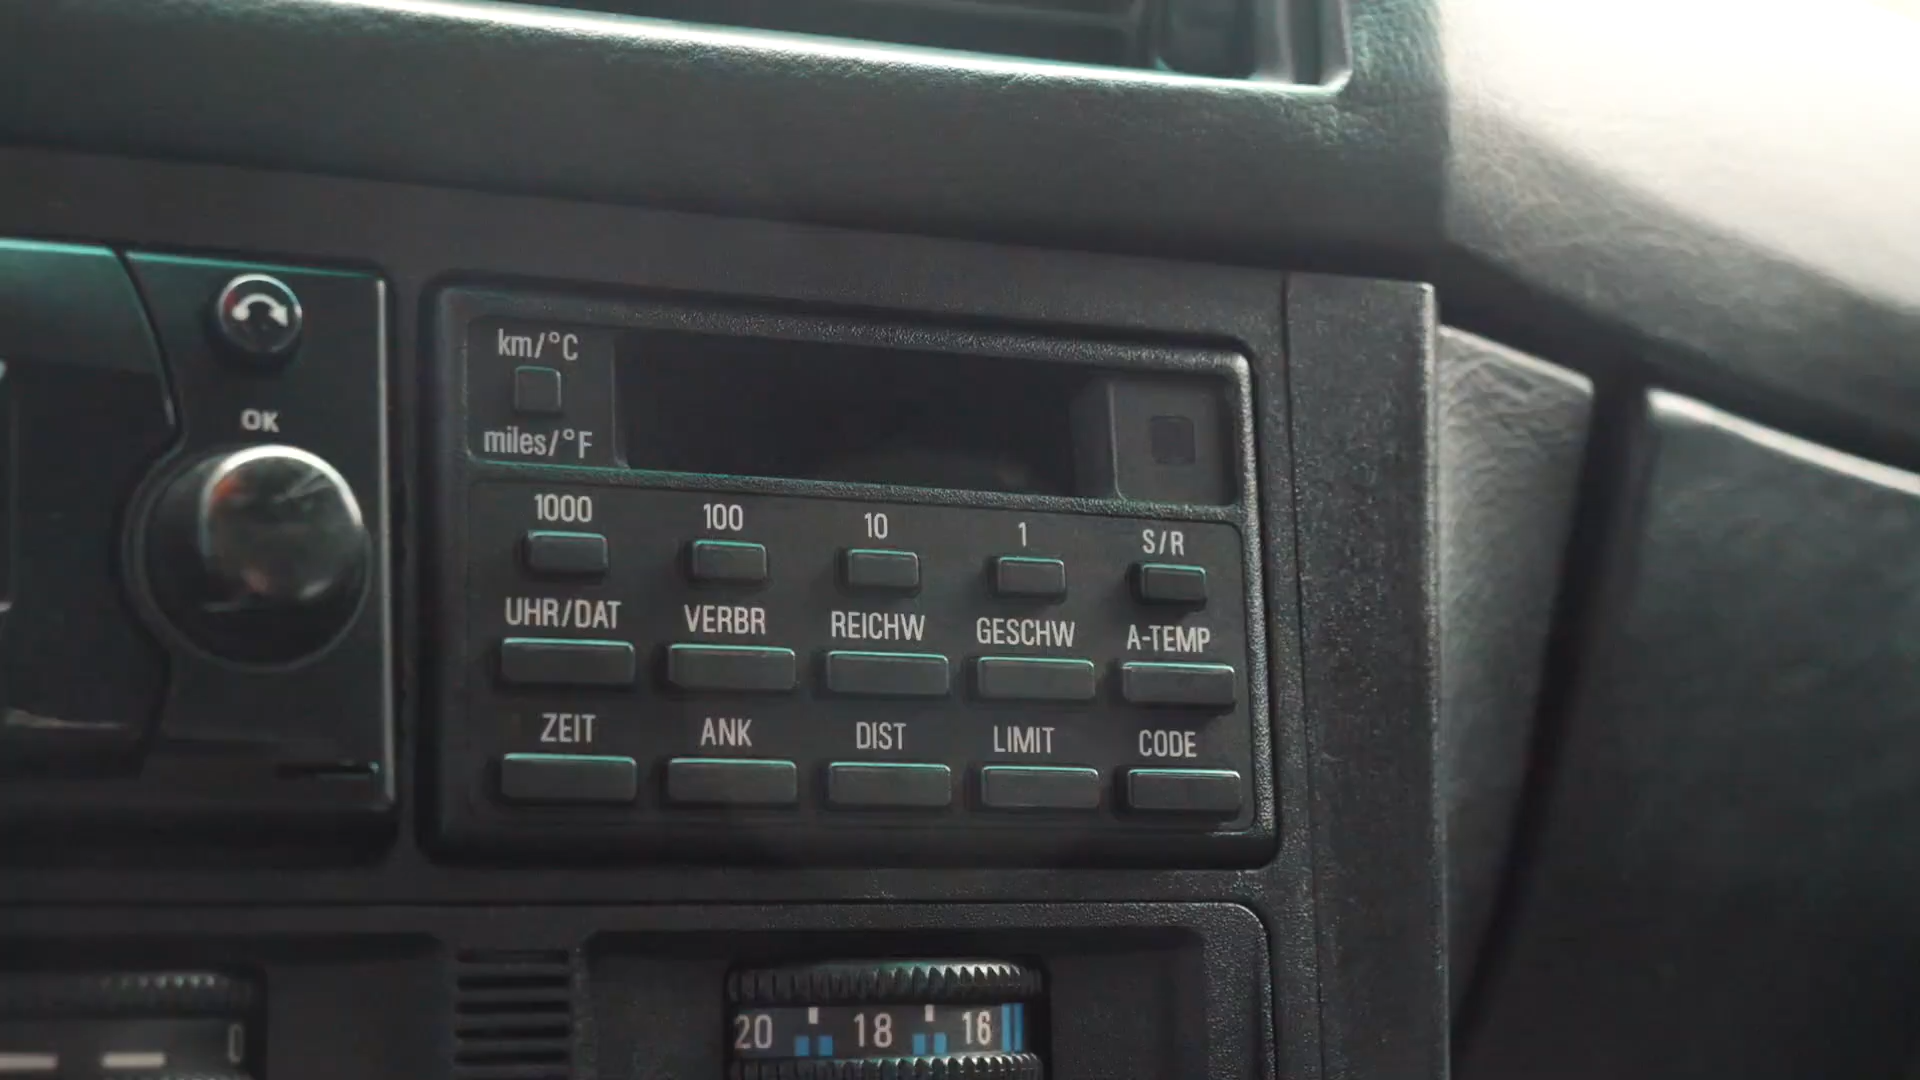 km/°C
OK
miles/°F
1000 100 10 1 S/R
UHR/DAT VERBR REICHW GESCHW A-TEMP
ZEIT ANK DIST LIMIT CODE
20 18 16
0